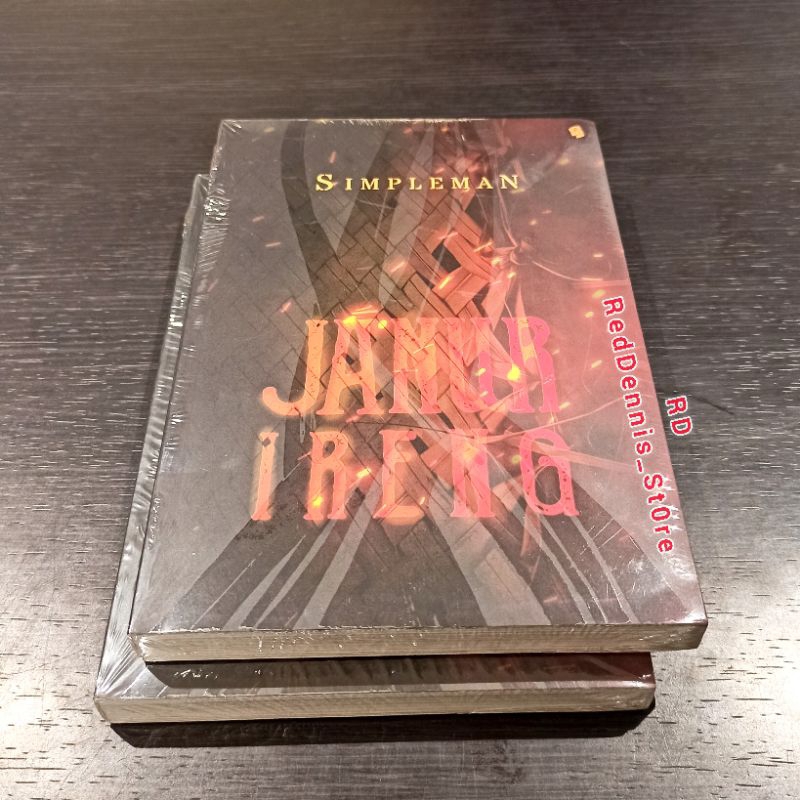 SIMPLEMAN
JANUR
IRENG
RD
RedDennis_St0re